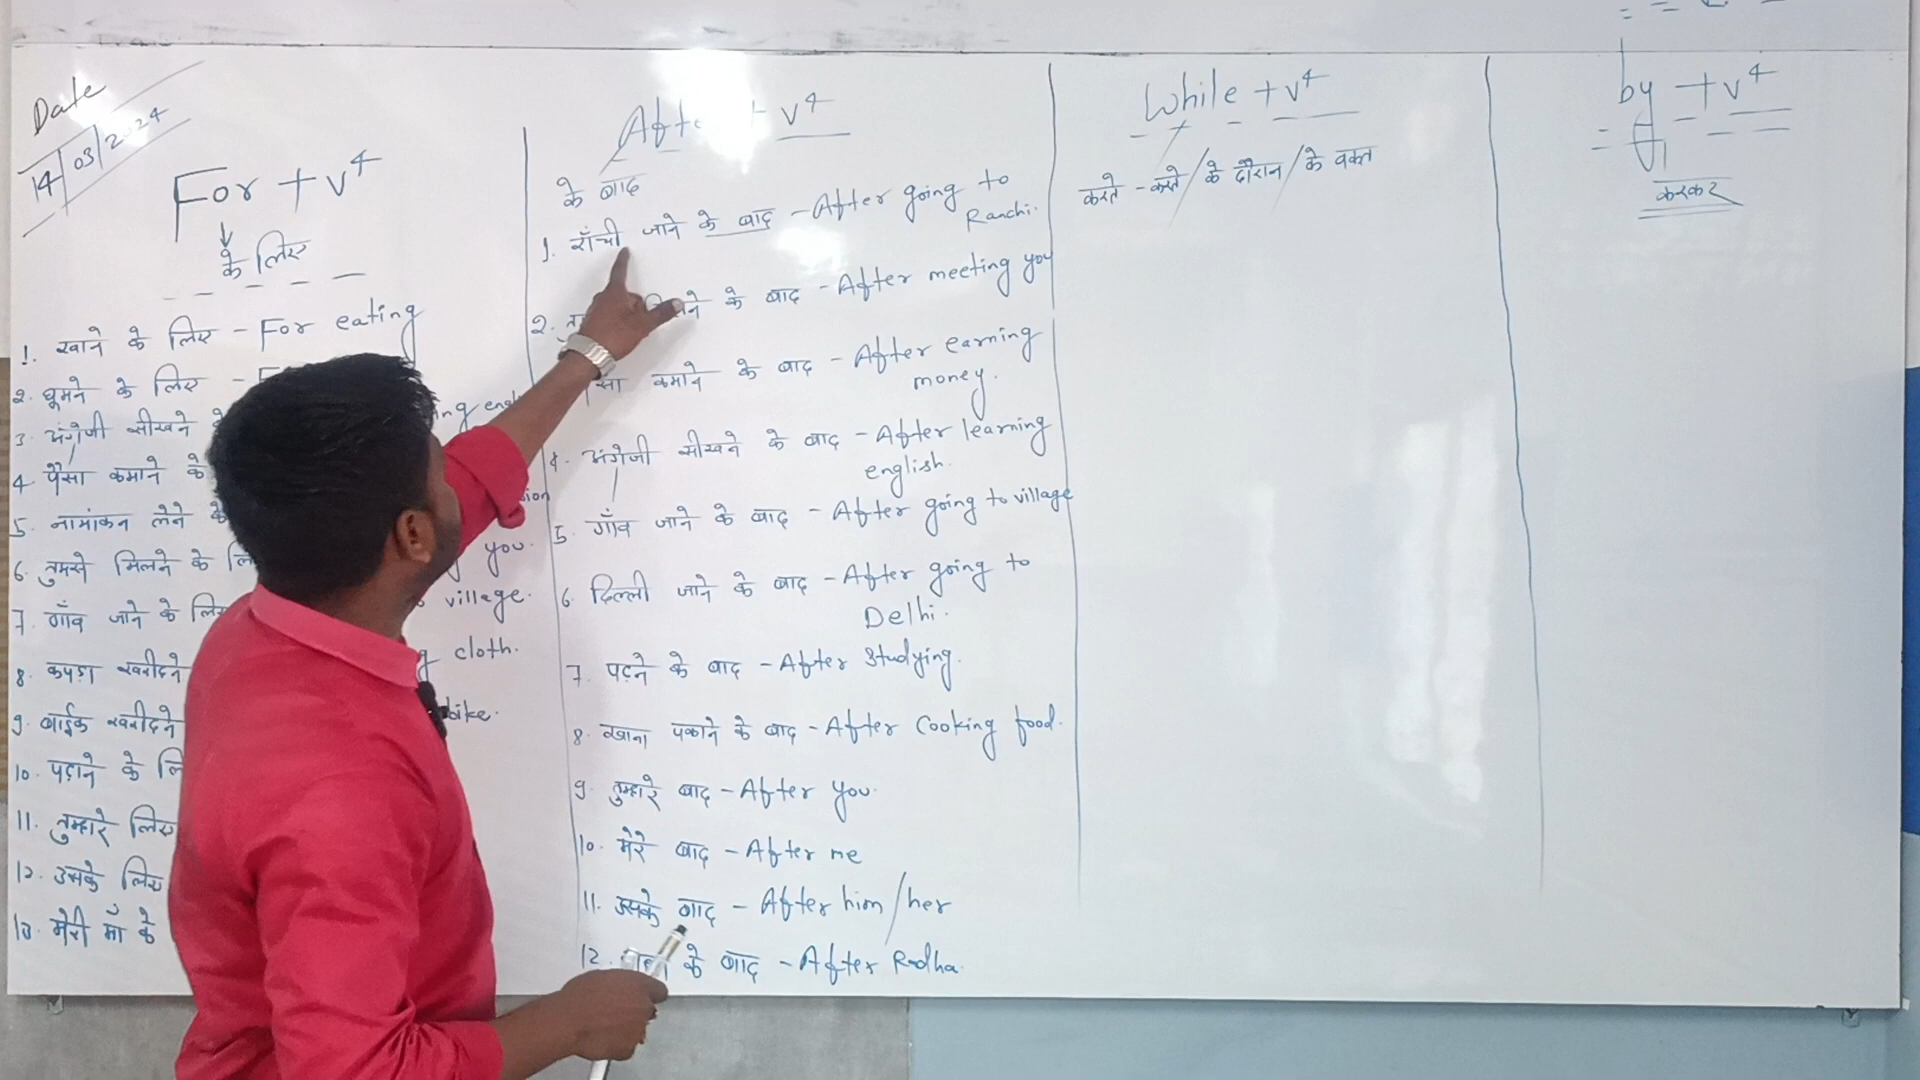 Date
14/03/2024
For + v4
के लिए
1. खाने के लिए - For eating
2. घूमने के लिए -
3. अंग्रेजी सीखने
4 पैसा कमाने के
5. नामांकन लेने के
6. तुमसे मिलने के you.
7. गाँव जाने के village.
8. कपड़ा खरीदने cloth.
9. बाईक खरीदने bike.
10. पढ़ाने के
11. तुम्हारे लिए
12. उसके लिए
13. मेरी माँ के
After + v4
के बाद
1. राँची जाने के बाद - After going to
Ranchi.
2. के बाद - After meeting you
कमाने के बाद - After earning
money.
4. अंग्रेजी सीखने के बाद - After learning
english.
5. गाँव जाने के बाद - After going to village
6. दिल्ली जाने के बाद - After going to
Delhi.
7. पढ़ने के बाद - After Studying.
8. खाना पकाने के बाद - After Cooking food.
9. तुम्हारे बाद - After you.
10. मेरे बाद - After me
11. उसके बाद - After him/her
12. के बाद - After Radha.
While + v4
करते - करते/के दौरान/के वक्त
by + v4
करकर